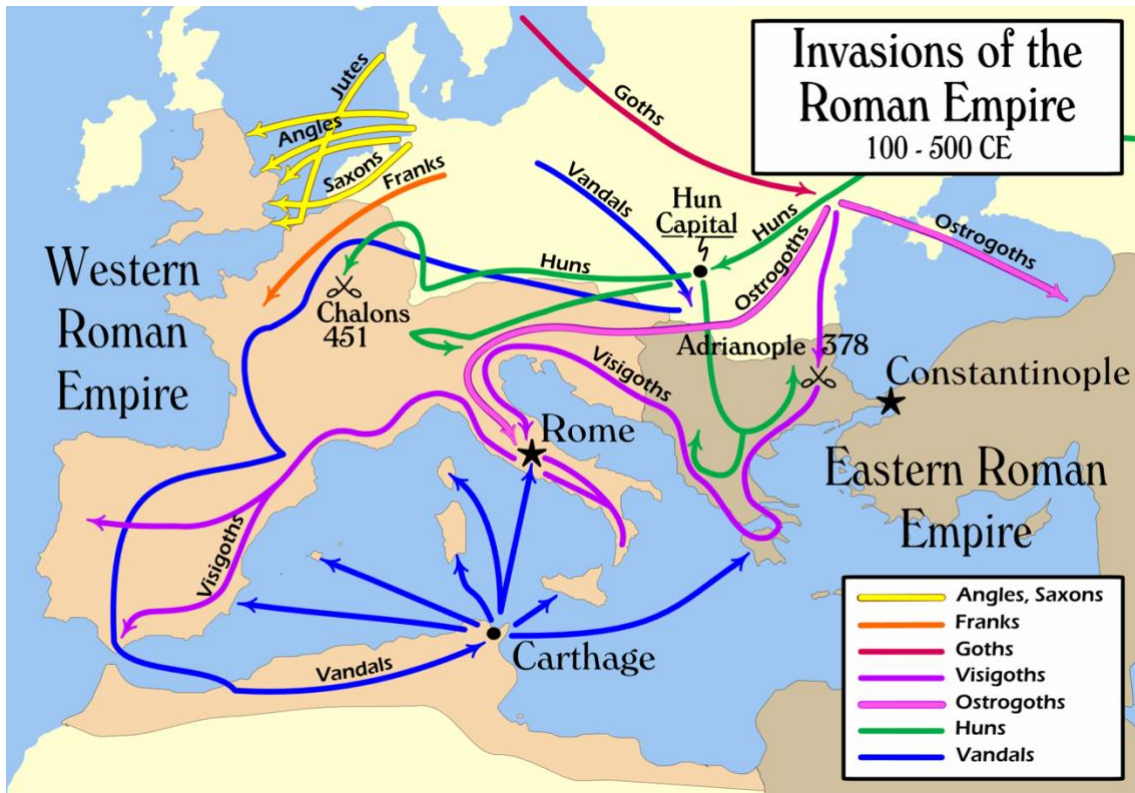 Invasions of the
Roman Empire
100 - 500 CE
Jutes
Angles
Saxons
Franks
Goths
Vandals
Hun
Capital
Huns
Ostrogoths
Ostrogoths
Western
Roman
Empire
Huns
Chalons
451
Adrianople 378
Visigoths
Constantinople
Rome
Eastern Roman
Empire
Visigoths
Carthage
Vandals
Angles, Saxons
Franks
Goths
Visigoths
Ostrogoths
Huns
Vandals